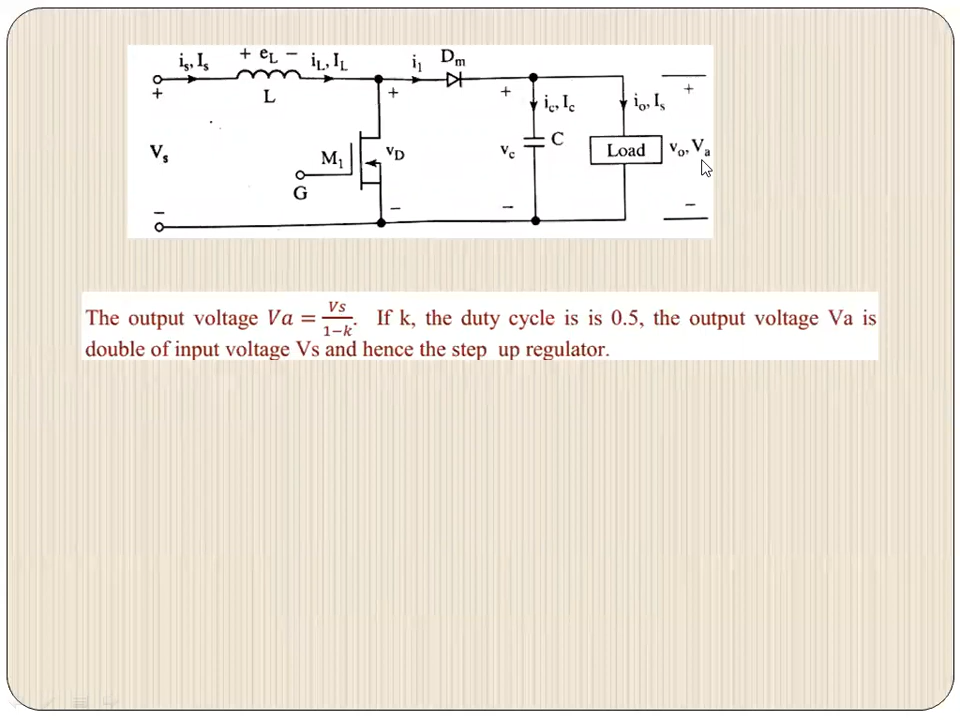 is, Is + eL − iL, IL i1 Dm
+ L + + ic, Ic io, Is +
Vs M1 vD vc C Load vo, Va
G
− − − −
The output voltage Va = Vs/1−k. If k, the duty cycle is is 0.5, the output voltage Va is
double of input voltage Vs and hence the step up regulator.